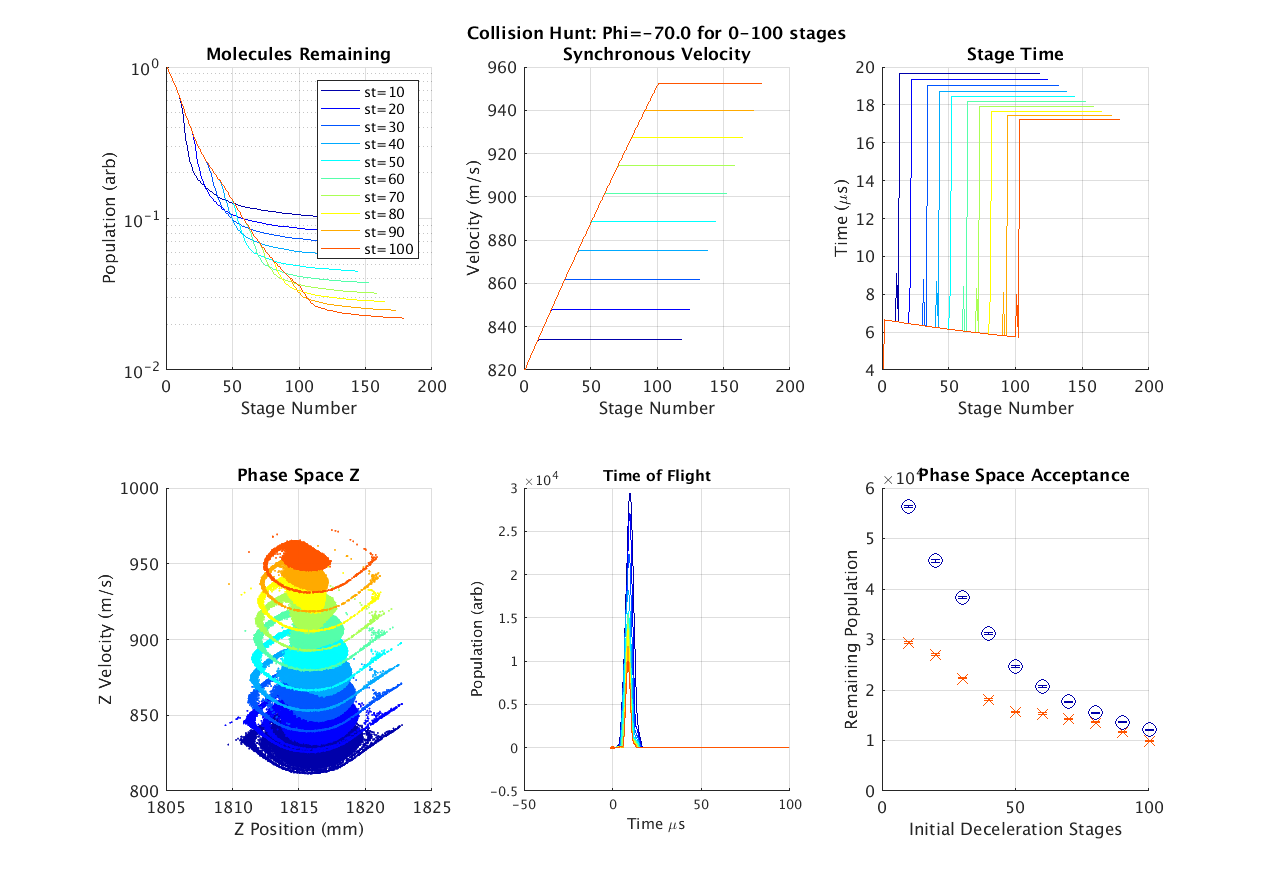 Collision Hunt: Phi=-70.0 for 0-100 stages
Molecules Remaining
10^0
10^-1
10^-2
Population (arb)
0 50 100 150 200
Stage Number
st=10
st=20
st=30
st=40
st=50
st=60
st=70
st=80
st=90
st=100
Synchronous Velocity
960
940
920
900
880
860
840
820
Velocity (m/s)
0 50 100 150 200
Stage Number
Stage Time
20
18
16
14
12
10
8
6
4
Time (μs)
0 50 100 150 200
Stage Number
Phase Space Z
1000
950
900
850
800
Z Velocity (m/s)
1805 1810 1815 1820 1825
Z Position (mm)
Time of Flight
×10^4
3
2.5
2
1.5
1
0.5
0
-0.5
Population (arb)
-50 0 50 100
Time μs
Phase Space Acceptance
×10^4
6
5
4
3
2
1
0
Remaining Population
0 50 100
Initial Deceleration Stages